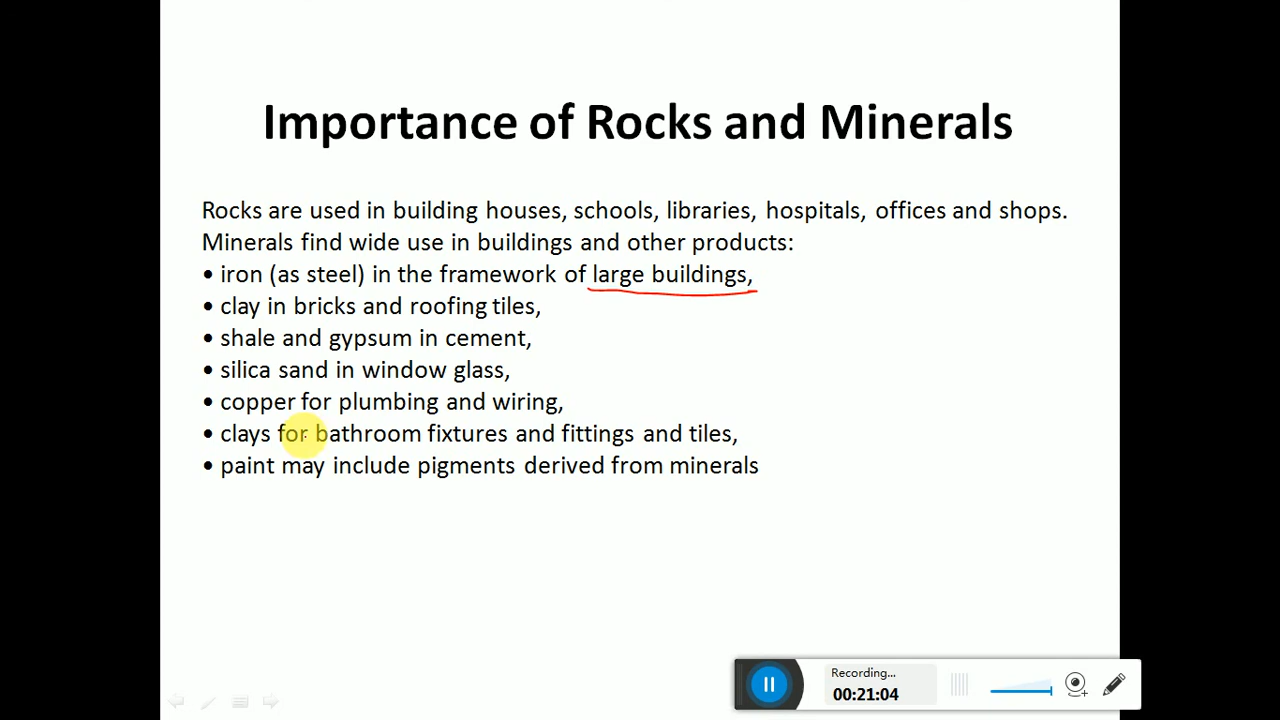 Importance of Rocks and Minerals
Rocks are used in building houses, schools, libraries, hospitals, offices and shops.
Minerals find wide use in buildings and other products:
• iron (as steel) in the framework of large buildings,
• clay in bricks and roofing tiles,
• shale and gypsum in cement,
• silica sand in window glass,
• copper for plumbing and wiring,
• clays for bathroom fixtures and fittings and tiles,
• paint may include pigments derived from minerals
Recording...
00:21:04